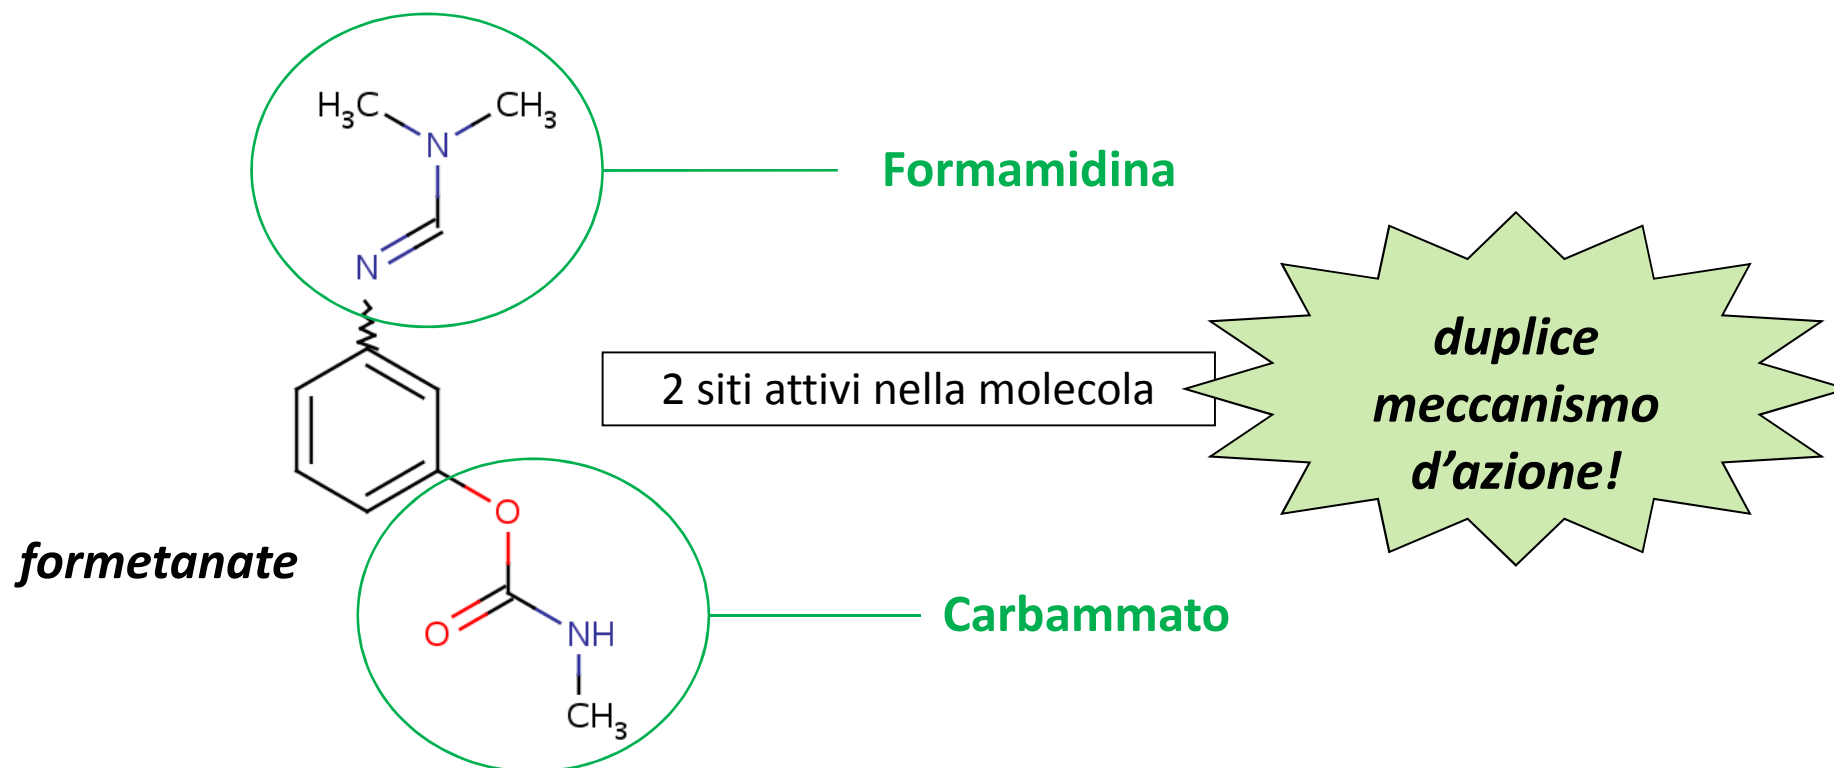 H3C
CH3
N
Formamidina
N
duplice
2 siti attivi nella molecola
meccanismo
d’azione!
O
formetanate
O
NH
Carbammato
CH3